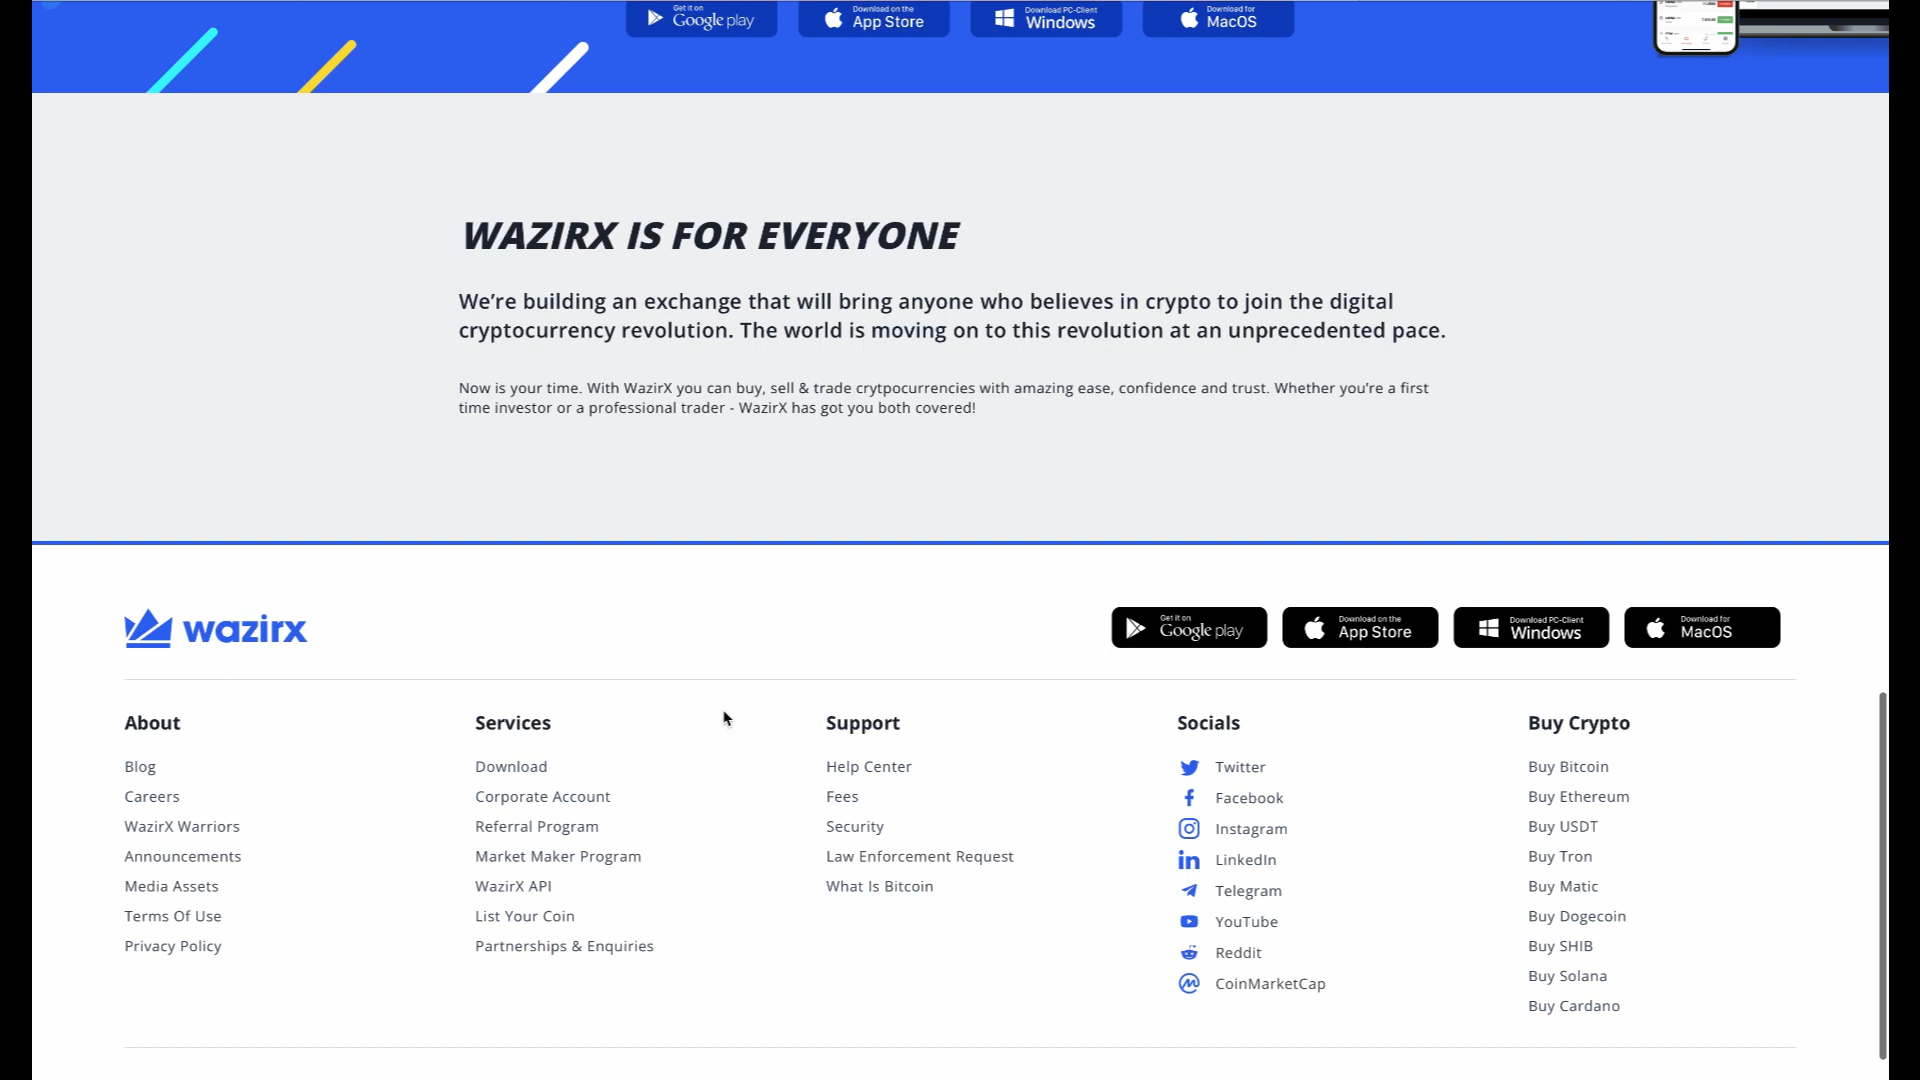 Get it on
Google play
Download on the
App Store
Download PC-Client
Windows
Download for
MacOS
WAZIRX IS FOR EVERYONE
We’re building an exchange that will bring anyone who believes in crypto to join the digital
cryptocurrency revolution. The world is moving on to this revolution at an unprecedented pace.
Now is your time. With WazirX you can buy, sell & trade crytpocurrencies with amazing ease, confidence and trust. Whether you’re a first
time investor or a professional trader - WazirX has got you both covered!
wazirx
Get it on
Google play
Download on the
App Store
Download PC-Client
Windows
Download for
MacOS
About
Blog
Careers
WazirX Warriors
Announcements
Media Assets
Terms Of Use
Privacy Policy
Services
Download
Corporate Account
Referral Program
Market Maker Program
WazirX API
List Your Coin
Partnerships & Enquiries
Support
Help Center
Fees
Security
Law Enforcement Request
What Is Bitcoin
Socials
Twitter
Facebook
Instagram
LinkedIn
Telegram
YouTube
Reddit
CoinMarketCap
Buy Crypto
Buy Bitcoin
Buy Ethereum
Buy USDT
Buy Tron
Buy Matic
Buy Dogecoin
Buy SHIB
Buy Solana
Buy Cardano